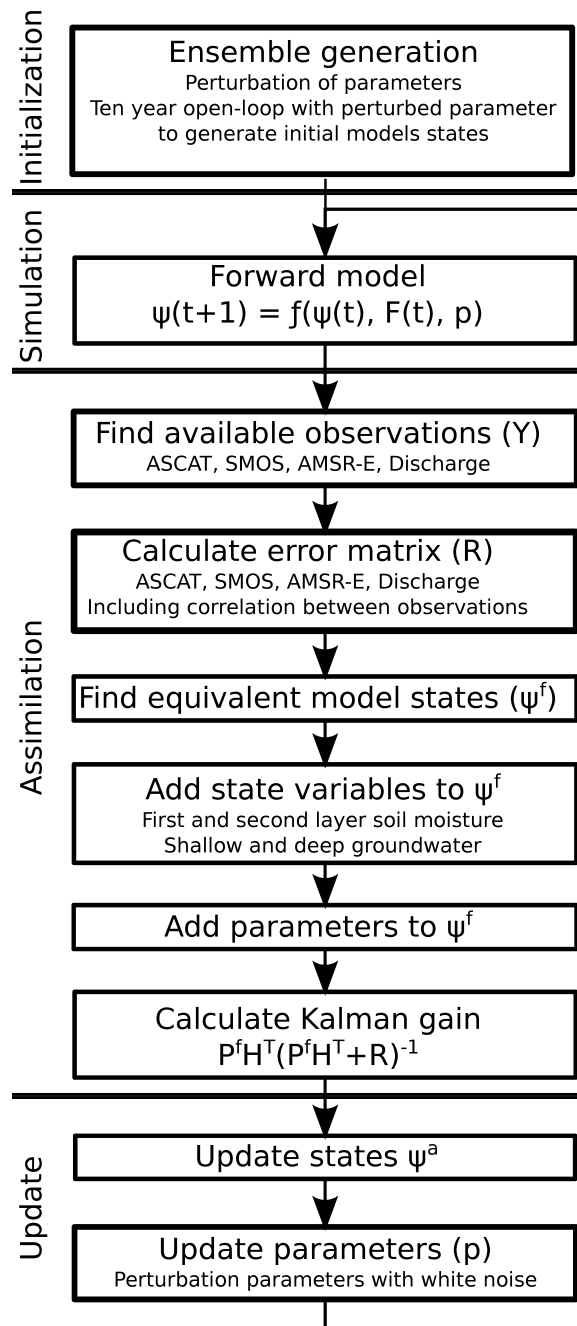 Initialization
Ensemble generation
Perturbation of parameters
Ten year open-loop with perturbed parameter
to generate initial models states
Simulation
Forward model
ψ(t+1) = ƒ(ψ(t), F(t), p)
Assimilation
Find available observations (Y)
ASCAT, SMOS, AMSR-E, Discharge
Calculate error matrix (R)
ASCAT, SMOS, AMSR-E, Discharge
Including correlation between observations
Find equivalent model states (ψᶠ)
Add state variables to ψᶠ
First and second layer soil moisture
Shallow and deep groundwater
Add parameters to ψᶠ
Calculate Kalman gain
PᶠHᵀ(PᶠHᵀ+R)⁻¹
Update
Update states ψᵃ
Update parameters (p)
Perturbation parameters with white noise